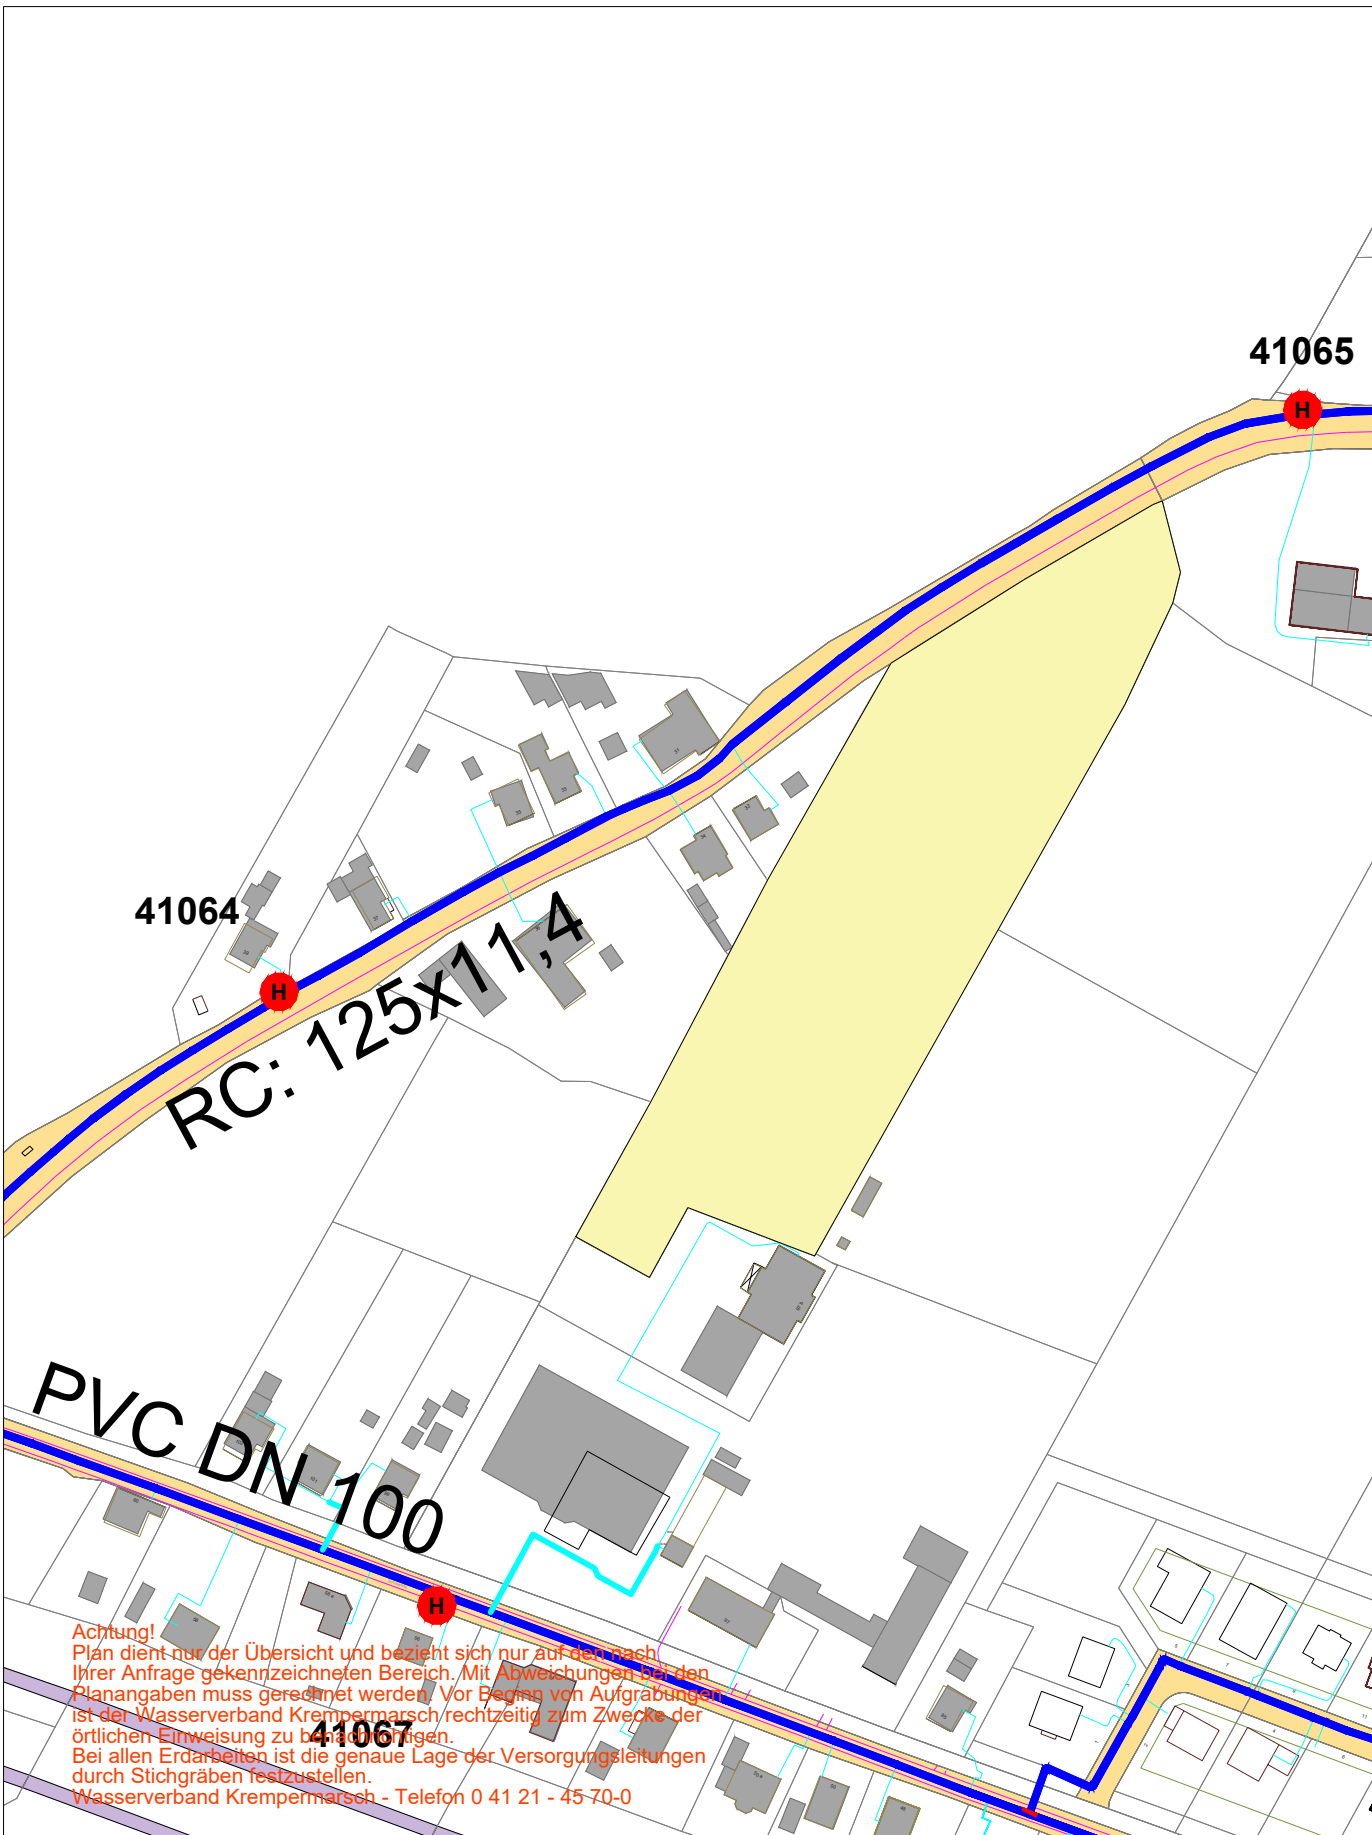 41065
H
41064
H
RC: 125x11,4
PVC DN 100
H
Achtung!
Plan dient nur der Übersicht und bezieht sich nur auf den nach
Ihrer Anfrage gekennzeichneten Bereich. Mit Abweichungen bei den
Planangaben muss gerechnet werden. Vor Beginn von Aufgrabungen
ist der Wasserverband Krempermarsch rechtzeitig zum Zwecke der
örtlichen Einweisung zu benachrichtigen.
41067
Bei allen Erdarbeiten ist die genaue Lage der Versorgungsleitungen
durch Stichgräben festzustellen.
Wasserverband Krempermarsch - Telefon 0 41 21 - 45 70-0